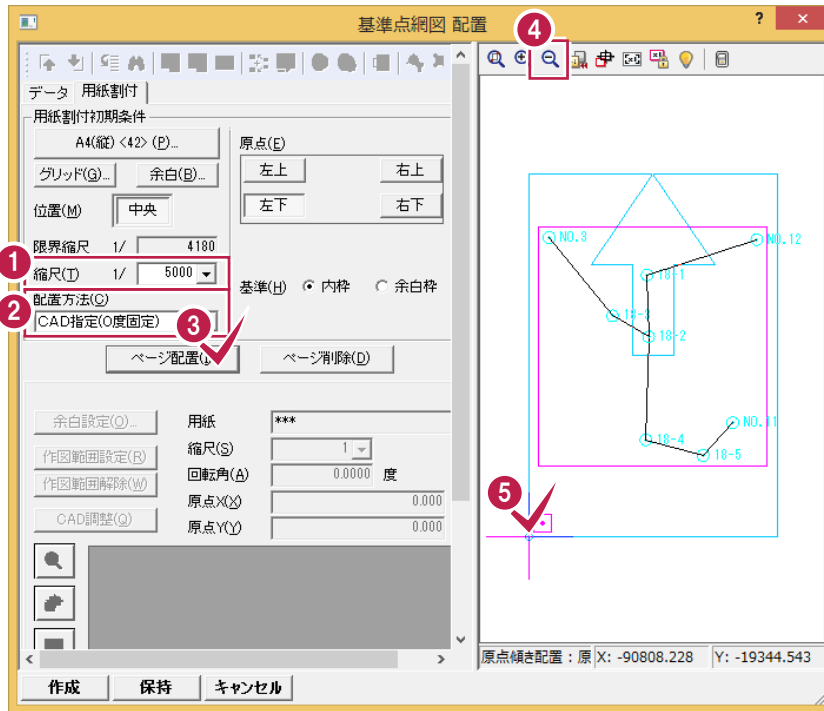 基準点網図 配置
?
×
4
データ 用紙割付
用紙割付初期条件
A4(縦) <42> (P)...
グリッド(G)... 余白(B)...
位置(M) 中央
限界縮尺 1/ 4180
1
縮尺(T) 1/ 5000
2
配置方法(C)
CAD指定(0度固定)
3
原点(E)
左上 右上
左下 右下
基準(H) 内枠 余白枠
ページ配置(I) ページ削除(D)
余白設定(O)...
作図範囲設定(R)
作図範囲解除(W)
CAD調整(Q)
用紙 ***
縮尺(S) 1
回転角(A) 0.0000 度
原点X(X) 0.000
原点Y(Y) 0.000
NO.3
NO.12
18-1
18-3
18-2
NO.11
18-4
18-5
5
原点傾き配置：原 X: -90808.228 Y: -19344.543
作成 保持 キャンセル